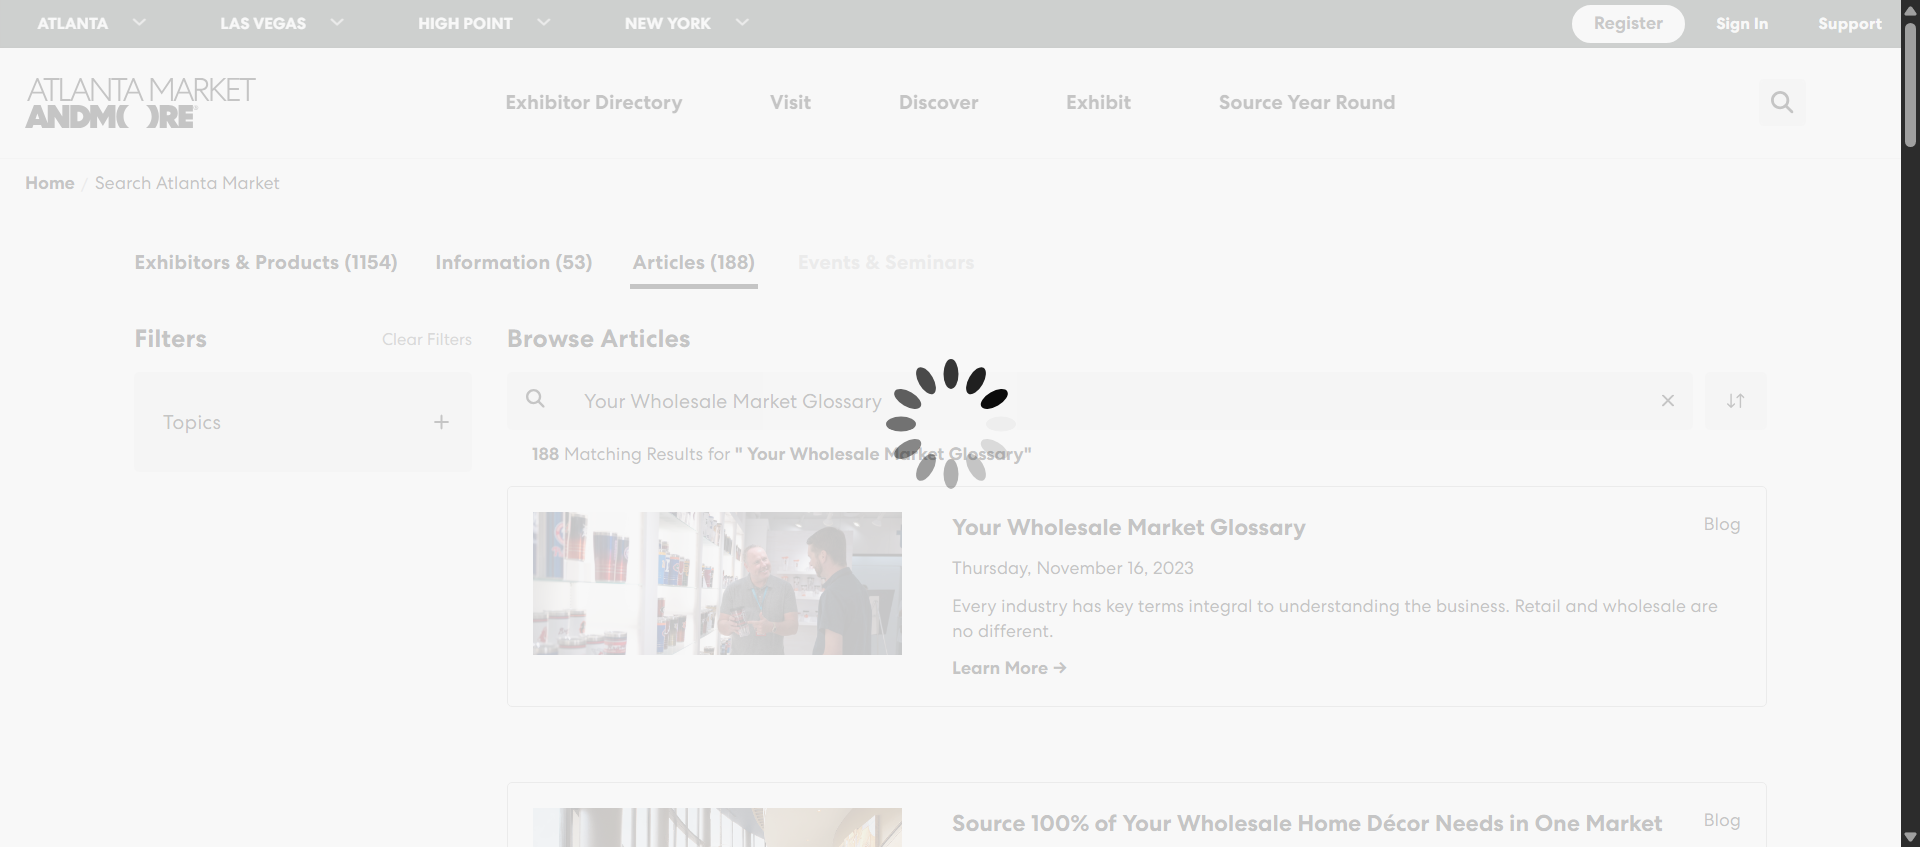 ATLANTA LAS VEGAS HIGH POINT NEW YORK Register Sign In Support
ATLANTA MARKET
ANDMORE
Exhibitor Directory Visit Discover Exhibit Source Year Round
Home / Search Atlanta Market
Exhibitors & Products (1154) Information (53) Articles (188) Events & Seminars
Filters Clear Filters
Topics +
Browse Articles
Your Wholesale Market Glossary
188 Matching Results for " Your Wholesale Market Glossary"
Your Wholesale Market Glossary Blog
Thursday, November 16, 2023
Every industry has key terms integral to understanding the business. Retail and wholesale are
no different.
Learn More →
Source 100% of Your Wholesale Home Décor Needs in One Market Blog